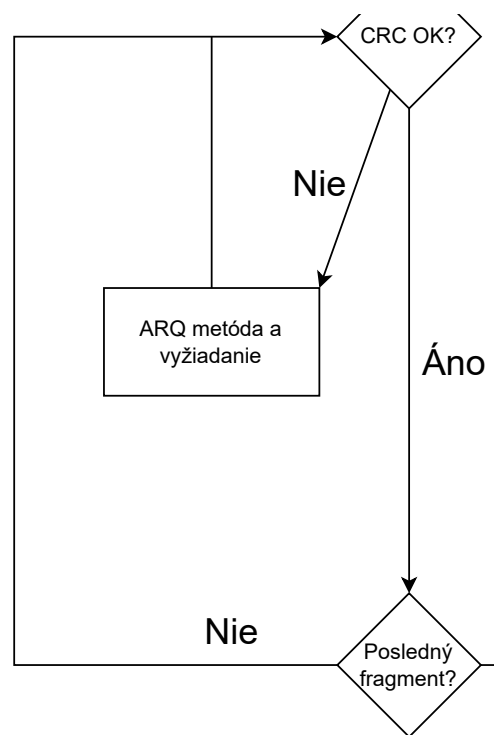 CRC OK?
Nie
ARQ metóda a
vyžiadanie
Áno
Nie
Posledný
fragment?